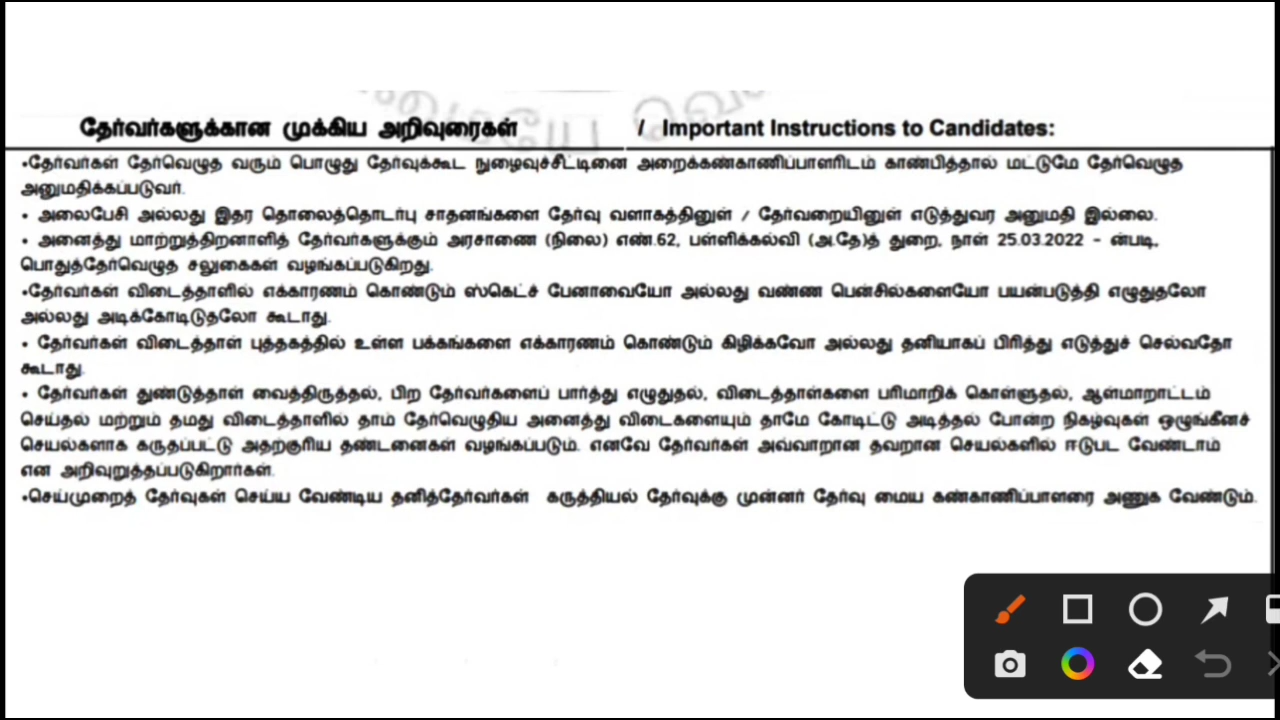 தேர்வர்களுக்கான முக்கிய அறிவுரைகள் / Important Instructions to Candidates:
•தேர்வர்கள் தேர்வெழுத வரும் பொழுது தேர்வுக்கூட நுழைவுச்சீட்டினை அறைக்கண்காணிப்பாளரிடம் காண்பித்தால் மட்டுமே தேர்வெழுத
அனுமதிக்கப்படுவர்.
• அலைபேசி அல்லது இதர தொலைத்தொடர்பு சாதனங்களை தேர்வு வளாகத்தினுள் / தேர்வறையினுள் எடுத்துவர அனுமதி இல்லை.
• அனைத்து மாற்றுத்திறனாளித் தேர்வர்களுக்கும் அரசாணை (நிலை) எண்.62, பள்ளிக்கல்வி (அ.தே)த் துறை, நாள் 25.03.2022 - ன்படி,
பொதுத்தேர்வெழுத சலுகைகள் வழங்கப்படுகிறது.
•தேர்வர்கள் விடைத்தாளில் எக்காரணம் கொண்டும் ஸ்கெட்ச் பேனாவையோ அல்லது வண்ண பென்சில்களையோ பயன்படுத்தி எழுதுதலோ
அல்லது அடிக்கோடிடுதலோ கூடாது.
• தேர்வர்கள் விடைத்தாள் புத்தகத்தில் உள்ள பக்கங்களை எக்காரணம் கொண்டும் கிழிக்கவோ அல்லது தனியாகப் பிரித்து எடுத்துச் செல்வதோ
கூடாது.
• தேர்வர்கள் துண்டுத்தாள் வைத்திருத்தல், பிற தேர்வர்களைப் பார்த்து எழுதுதல், விடைத்தாள்களை பரிமாறிக் கொள்ளுதல், ஆள்மாறாட்டம்
செய்தல் மற்றும் தமது விடைத்தாளில் தாம் தேர்வெழுதிய அனைத்து விடைகளையும் தாமே கோடிட்டு அடித்தல் போன்ற நிகழ்வுகள் ஒழுங்கீனச்
செயல்களாக கருதப்பட்டு அதற்குரிய தண்டனைகள் வழங்கப்படும். எனவே தேர்வர்கள் அவ்வாறான தவறான செயல்களில் ஈடுபட வேண்டாம்
என அறிவுறுத்தப்படுகிறார்கள்.
•செய்முறைத் தேர்வுகள் செய்ய வேண்டிய தனித்தேர்வர்கள் கருத்தியல் தேர்வுக்கு முன்னர் தேர்வு மைய கண்காணிப்பாளரை அணுக வேண்டும்.